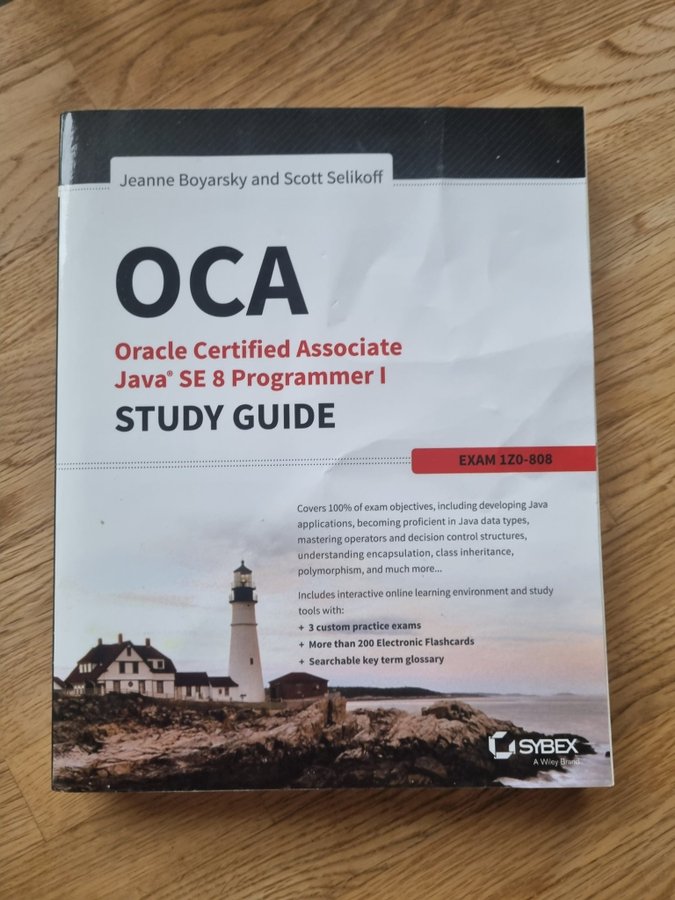 Jeanne Boyarsky and Scott Selikoff
OCA
Oracle Certified Associate
Java® SE 8 Programmer I
STUDY GUIDE
EXAM 1Z0-808
Covers 100% of exam objectives, including developing Java
applications, becoming proficient in Java data types,
mastering operators and decision control structures,
understanding encapsulation, class inheritance,
polymorphism, and much more...
Includes interactive online learning environment and study
tools with:
+ 3 custom practice exams
+ More than 200 Electronic Flashcards
+ Searchable key term glossary
SYBEX
A Wiley Brand